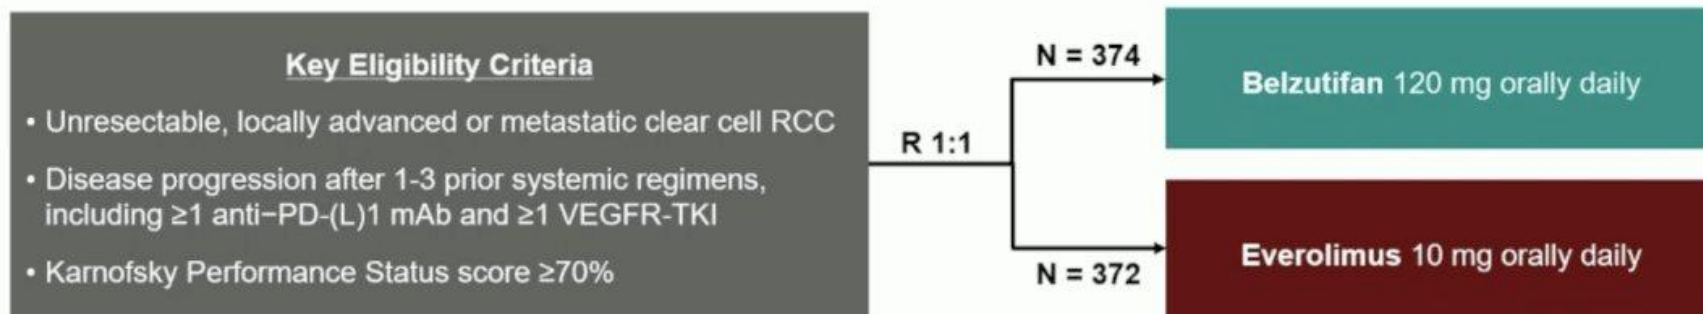 Key Eligibility Criteria
• Unresectable, locally advanced or metastatic clear cell RCC
• Disease progression after 1-3 prior systemic regimens,
including ≥1 anti−PD-(L)1 mAb and ≥1 VEGFR-TKI
• Karnofsky Performance Status score ≥70%
R 1:1
N = 374
Belzutifan 120 mg orally daily
N = 372
Everolimus 10 mg orally daily